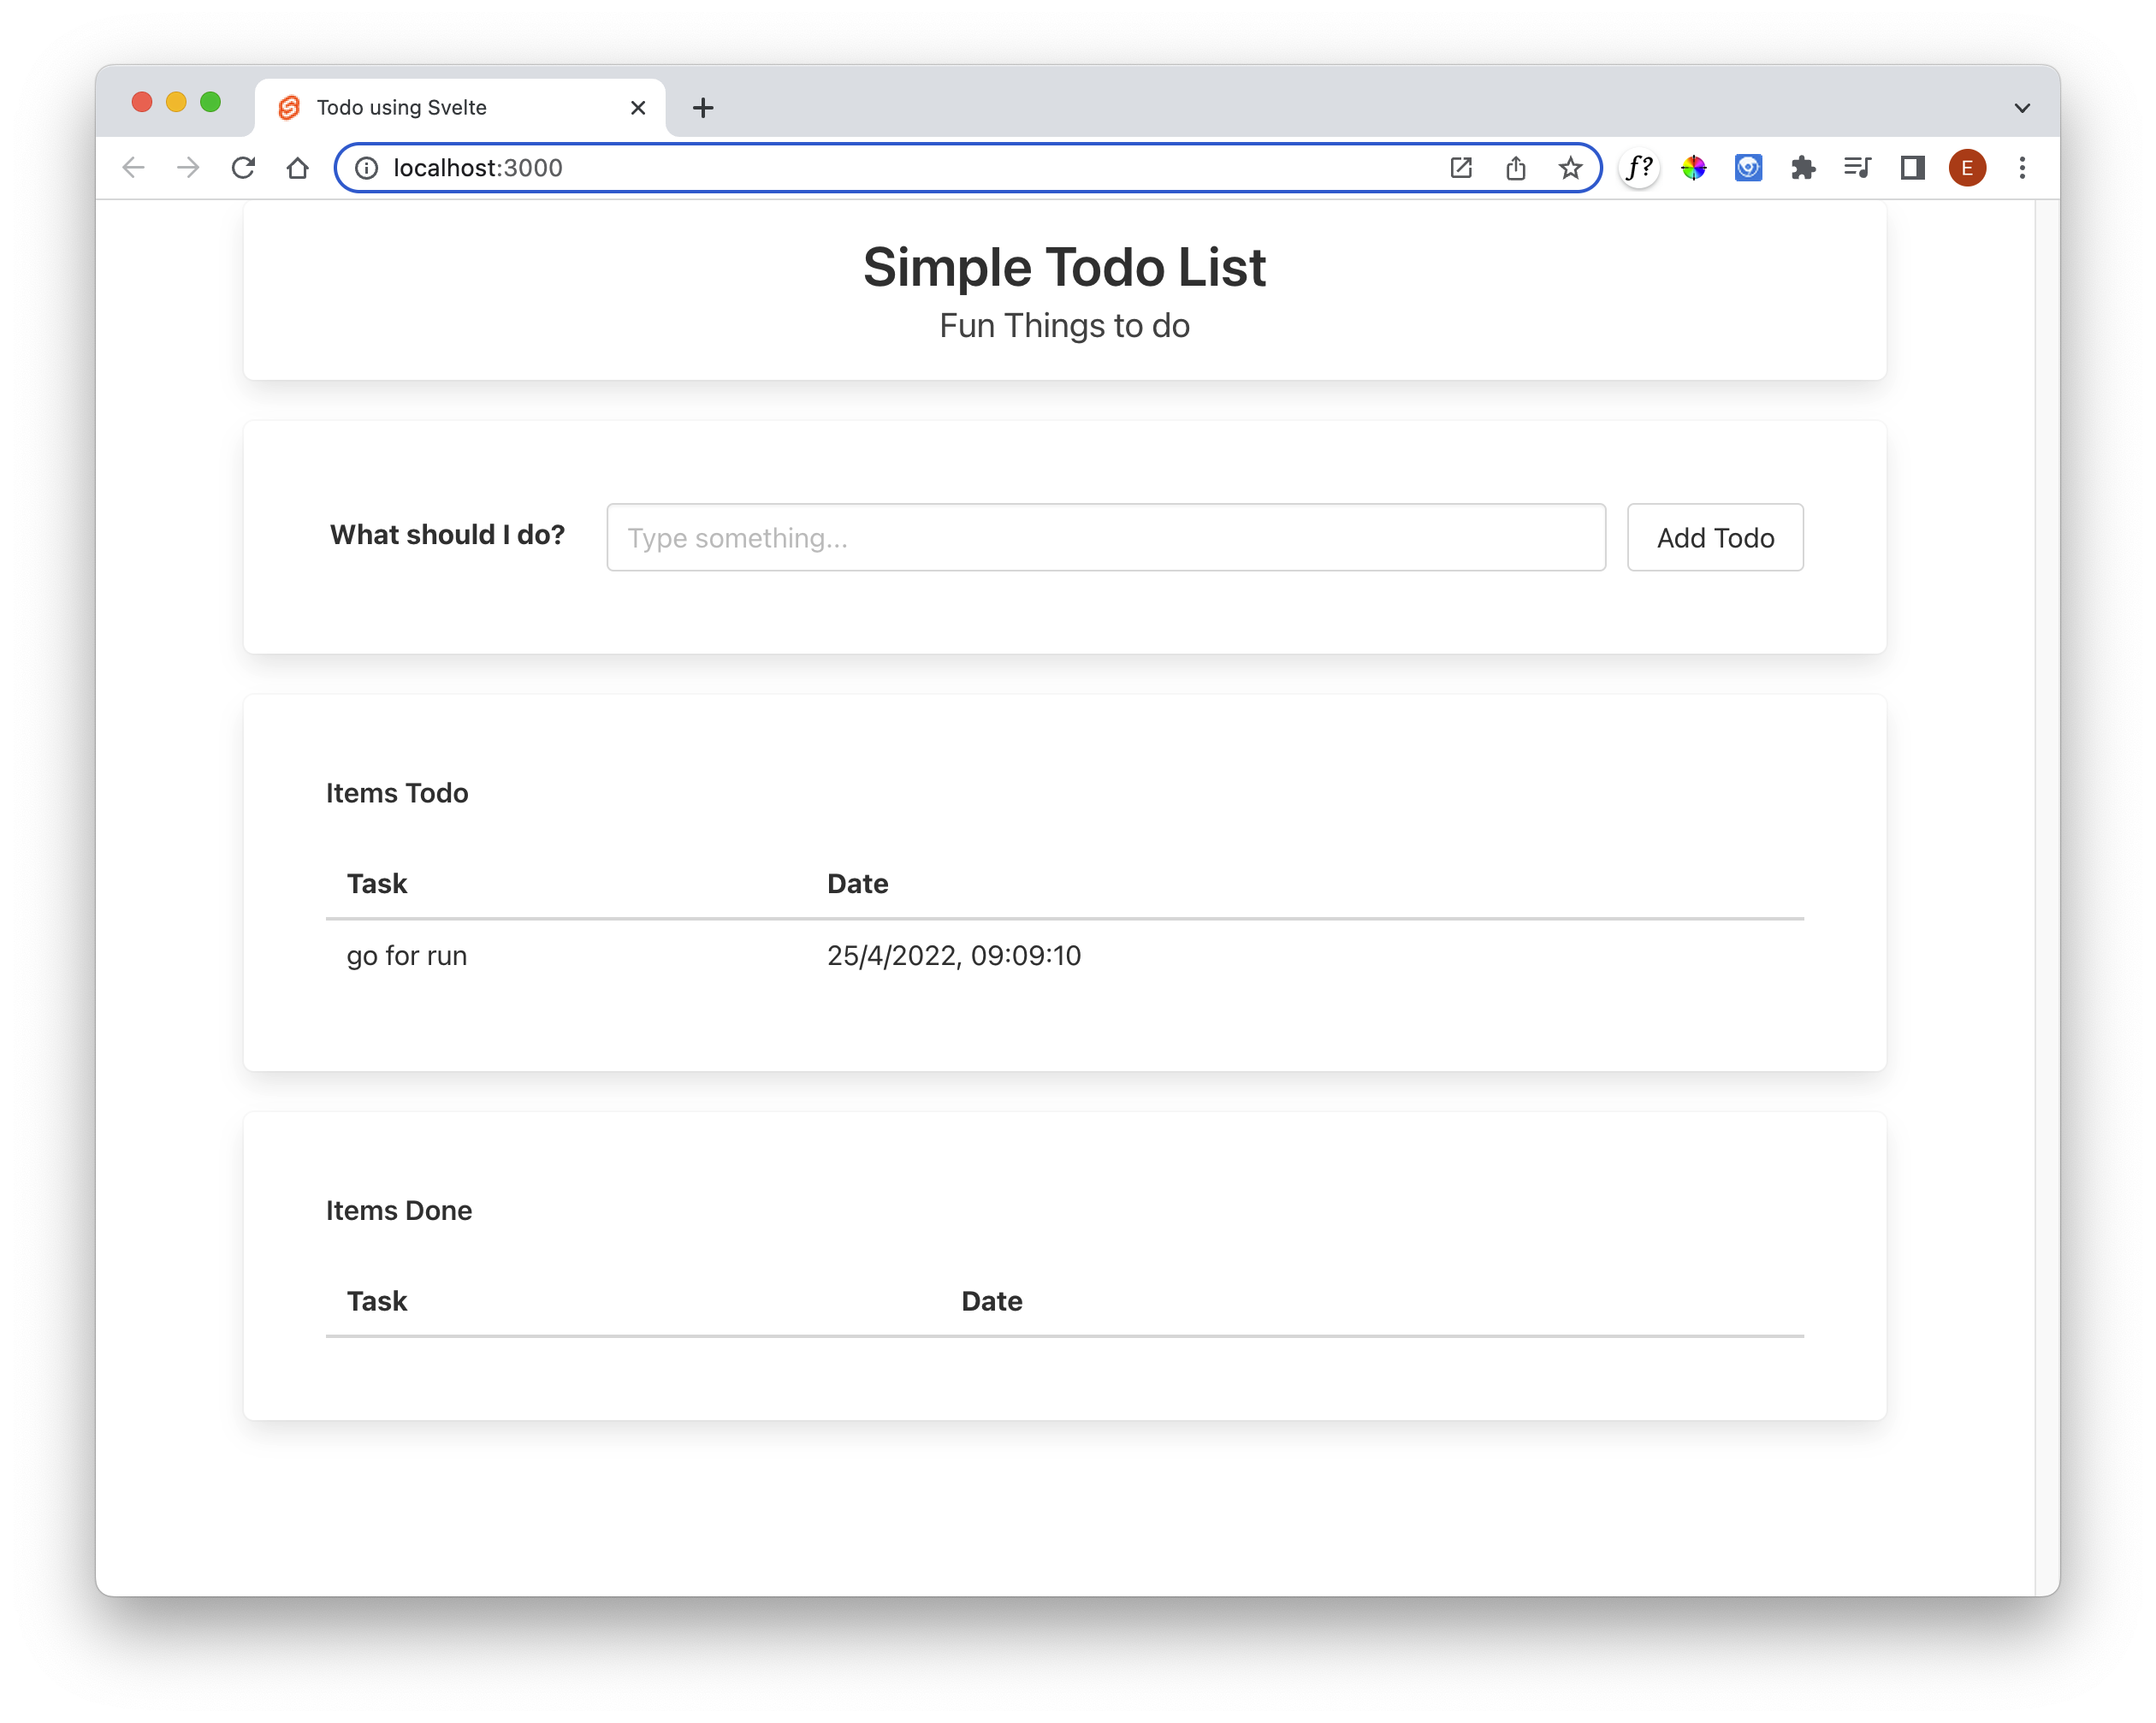 Todo using Svelte
localhost:3000
f?
E
Simple Todo List
Fun Things to do
What should I do?
Type something...
Add Todo
Items Todo
Task Date
go for run 25/4/2022, 09:09:10
Items Done
Task Date